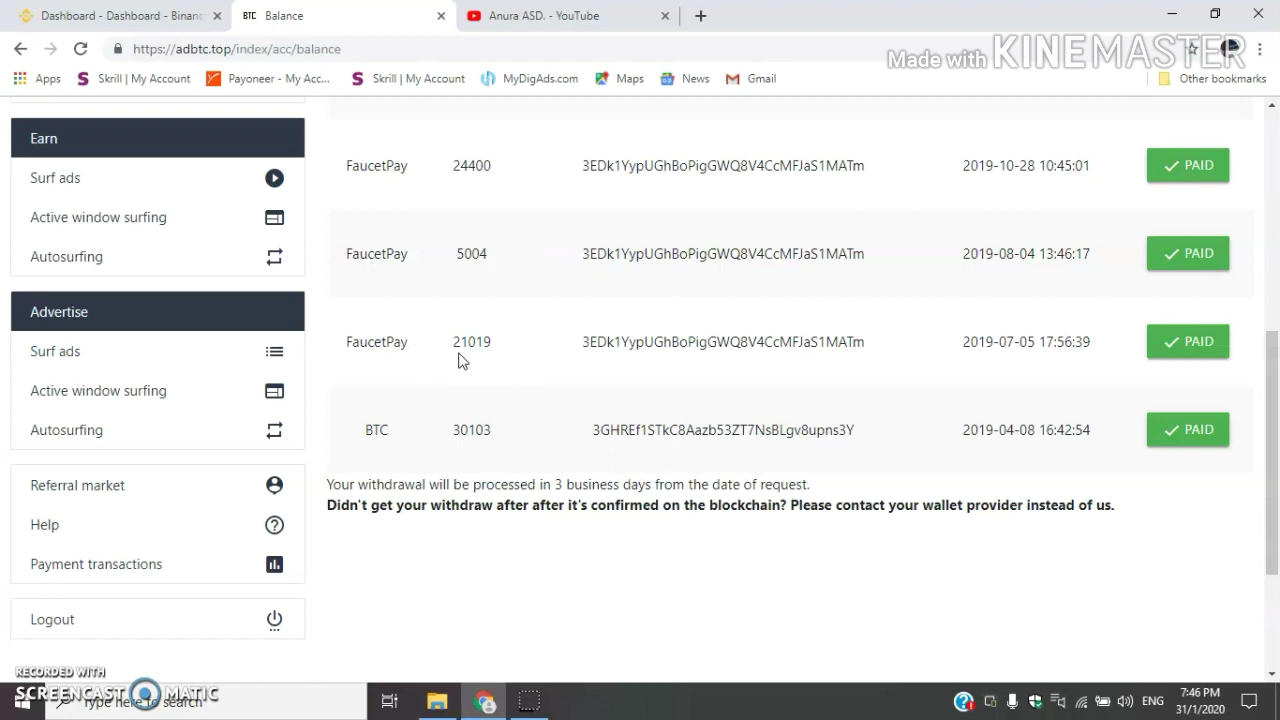 Dashboard - Dashboard - Binan
BTC Balance
Anura ASD. - YouTube
https://adbtc.top/index/acc/balance
Made with KINEMASTER
Apps
Skrill | My Account
Payoneer - My Acc...
Skrill | My Account
MyDigAds.com
Maps
News
Gmail
Other bookmarks
Earn
Surf ads
Active window surfing
Autosurfing
Advertise
Surf ads
Active window surfing
Autosurfing
Referral market
Help
Payment transactions
Logout
FaucetPay 24400 3EDk1YypUGhBoPigGWQ8V4CcMFJaS1MATm 2019-10-28 10:45:01 PAID
FaucetPay 5004 3EDk1YypUGhBoPigGWQ8V4CcMFJaS1MATm 2019-08-04 13:46:17 PAID
FaucetPay 21019 3EDk1YypUGhBoPigGWQ8V4CcMFJaS1MATm 2019-07-05 17:56:39 PAID
BTC 30103 3GHREf1STkC8Aazb53ZT7NsBLgv8upns3Y 2019-04-08 16:42:54 PAID
Your withdrawal will be processed in 3 business days from the date of request.
Didn't get your withdraw after after it's confirmed on the blockchain? Please contact your wallet provider instead of us.
RECORDED WITH
SCREENCAST MATIC
Type here to search
ENG
7:46 PM
31/1/2020